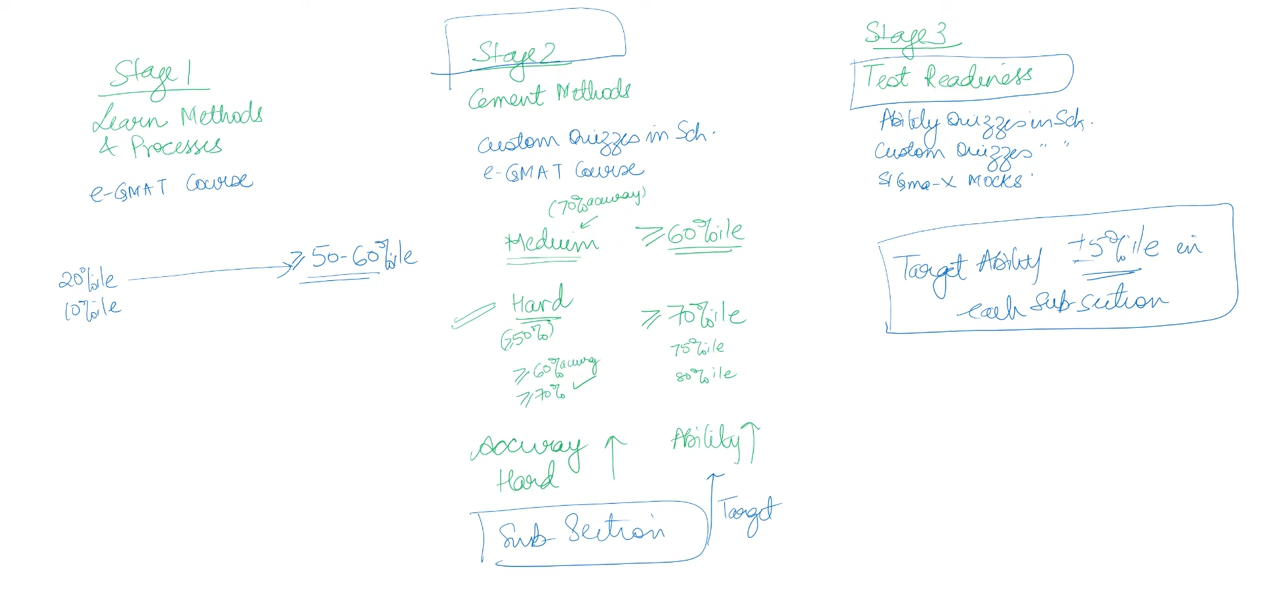 Stage 1
Learn Methods
& Processes
e-GMAT Course
20%ile
10%ile
≥ 50-60%ile
Stage 2
Cement Methods
Custom Quizzes in Sch.
e-GMAT Course
(70% accuracy)
Medium ≥ 60%ile
Hard ≥ 70%ile
(≥50%)
75%ile
≥ 60% accuracy
80%ile
≥ 70% ✓
Accuracy ↑
Hard
Ability ↑
Sub Section
Target
Stage 3
Test Readiness
Ability Quizzes in Sch.
Custom Quizzes " "
Sigma-X MOCKS
Target Ability ±5%ile in
each Sub section